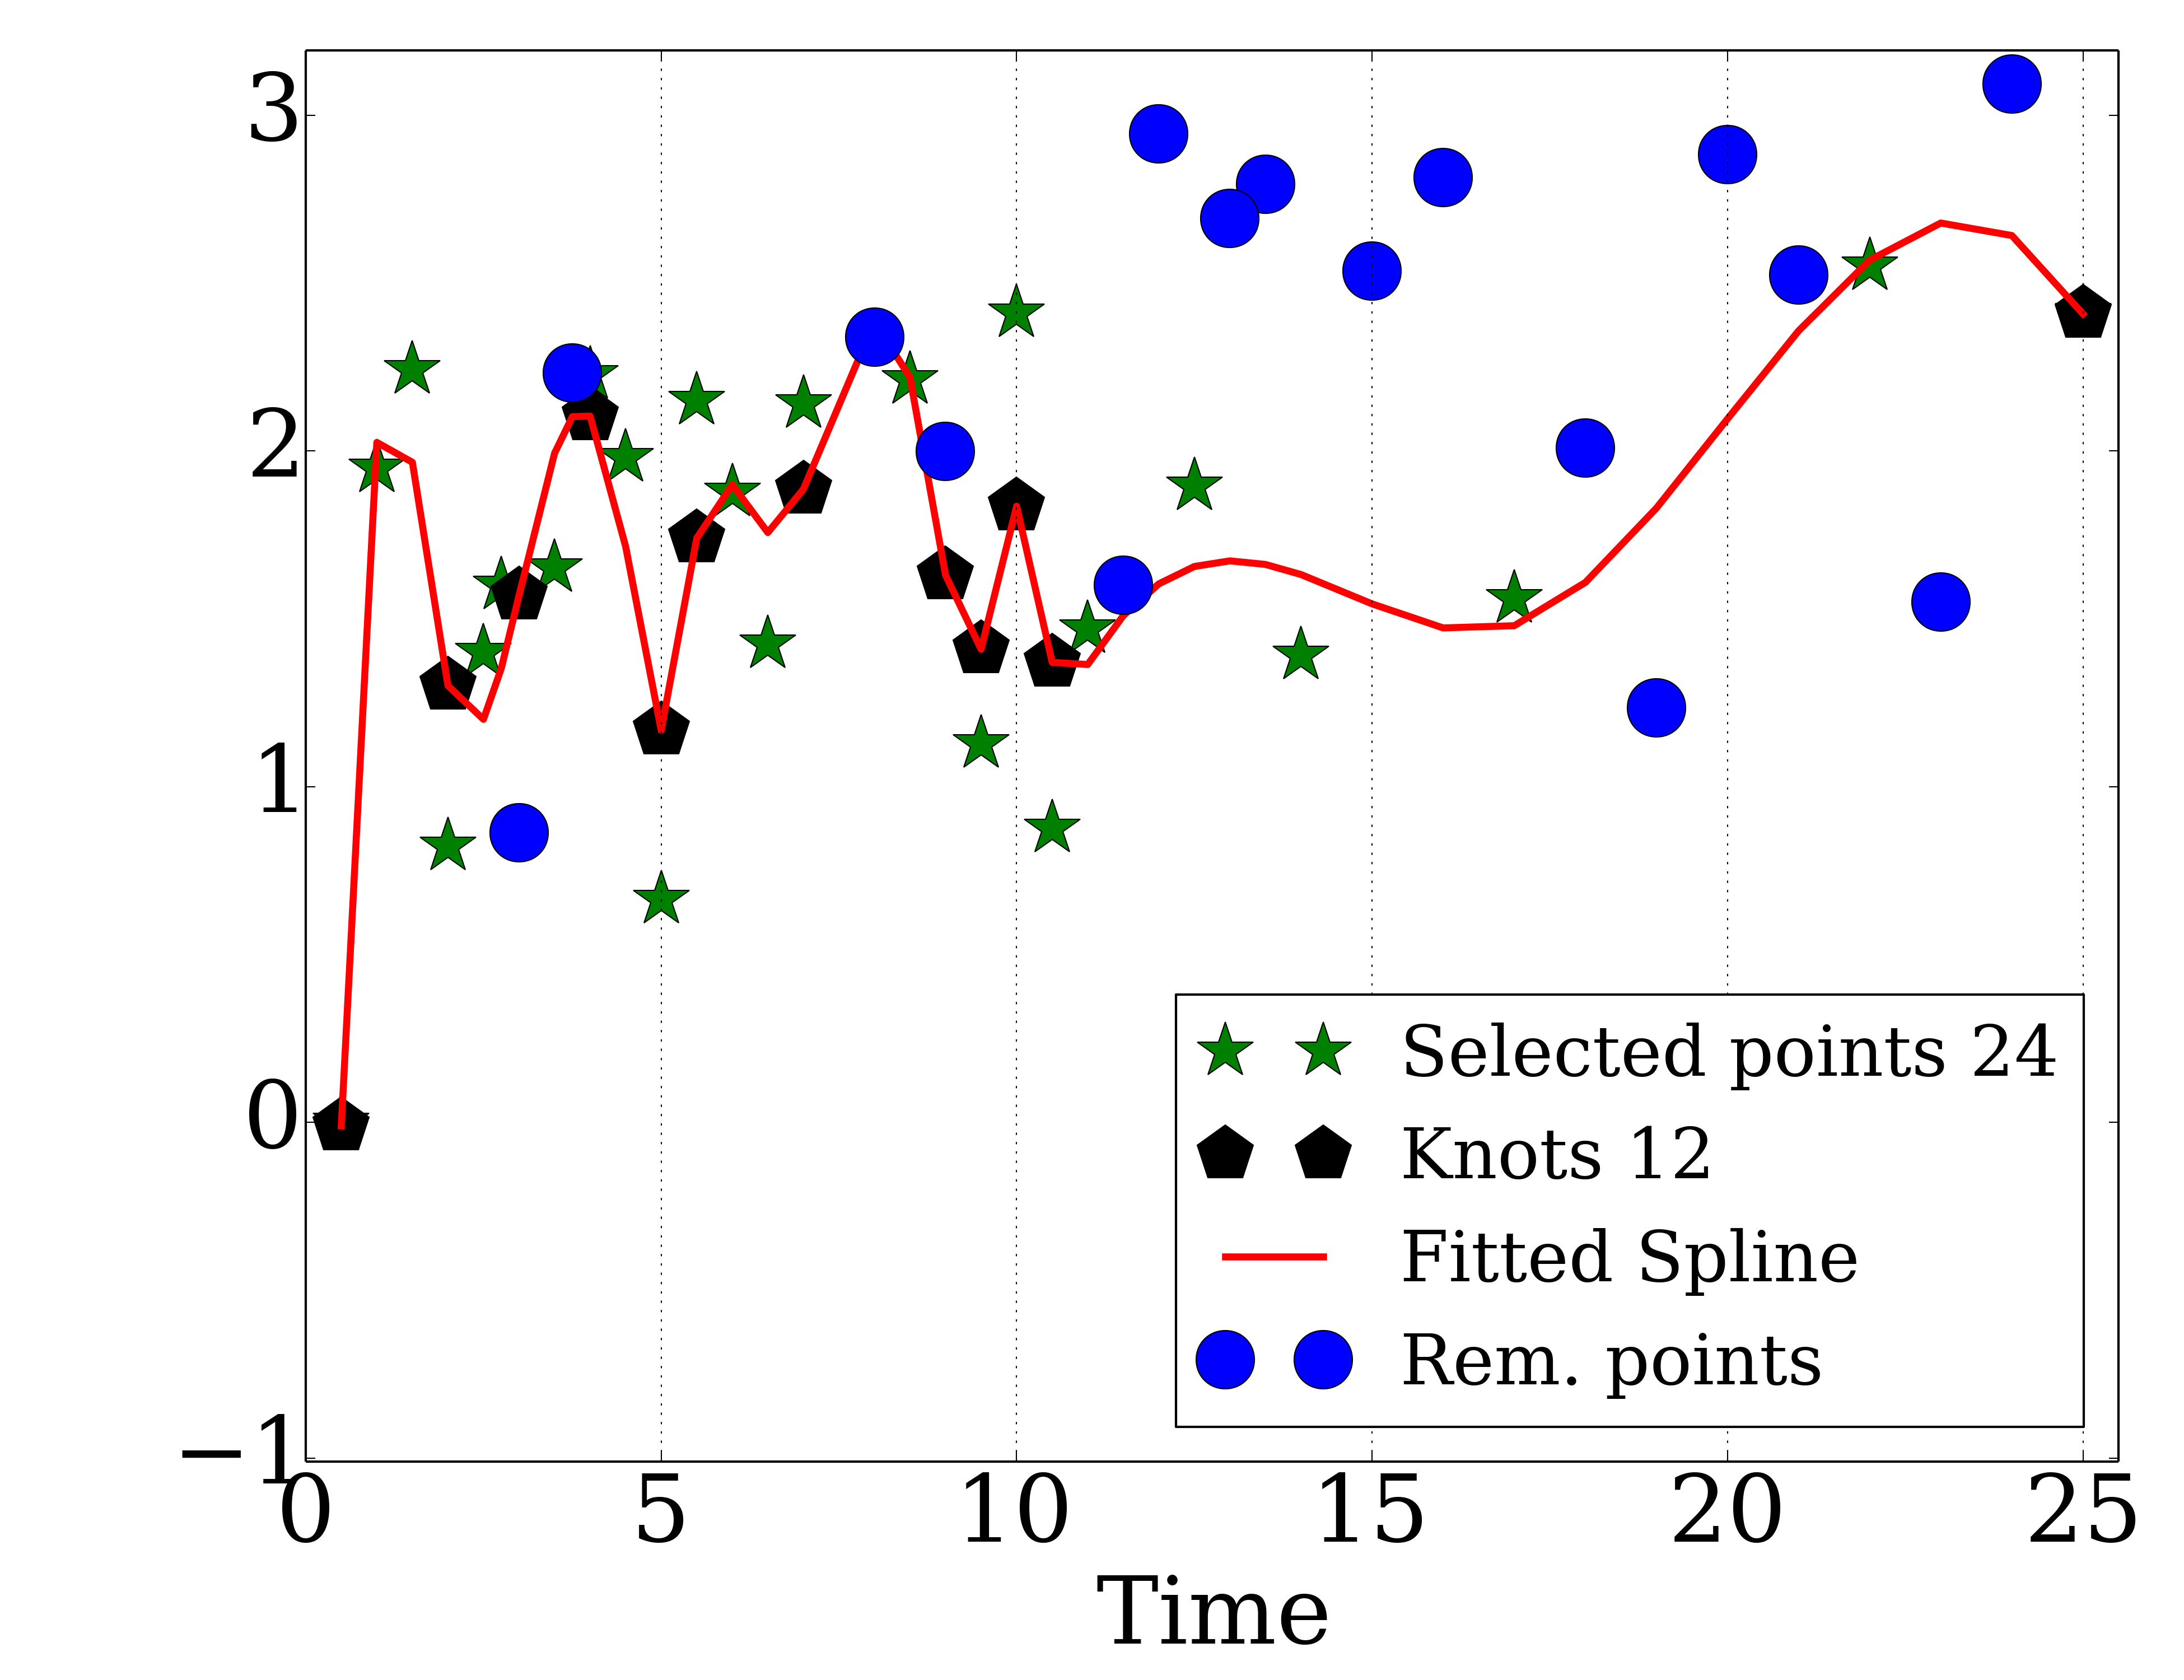 3
2
1
0
−1
0 5 10 15 20 25
Time
Selected points 24
Knots 12
Fitted Spline
Rem. points